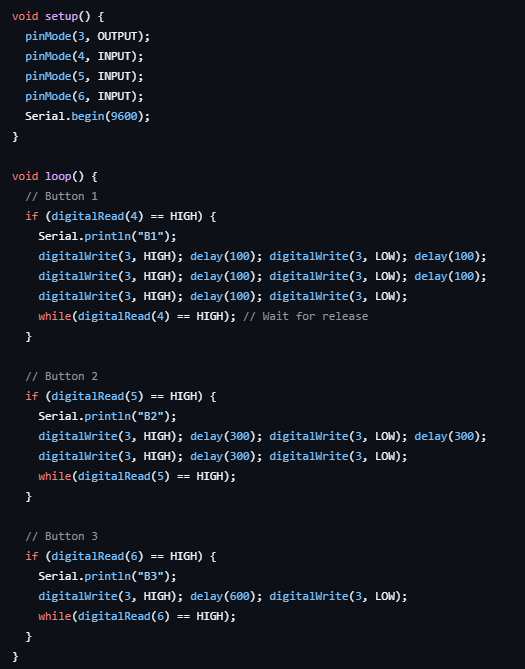 void setup() {
  pinMode(3, OUTPUT);
  pinMode(4, INPUT);
  pinMode(5, INPUT);
  pinMode(6, INPUT);
  Serial.begin(9600);
}

void loop() {
  // Button 1
  if (digitalRead(4) == HIGH) {
    Serial.println("B1");
    digitalWrite(3, HIGH); delay(100); digitalWrite(3, LOW); delay(100);
    digitalWrite(3, HIGH); delay(100); digitalWrite(3, LOW); delay(100);
    digitalWrite(3, HIGH); delay(100); digitalWrite(3, LOW);
    while(digitalRead(4) == HIGH); // Wait for release
  }

  // Button 2
  if (digitalRead(5) == HIGH) {
    Serial.println("B2");
    digitalWrite(3, HIGH); delay(300); digitalWrite(3, LOW); delay(300);
    digitalWrite(3, HIGH); delay(300); digitalWrite(3, LOW);
    while(digitalRead(5) == HIGH);
  }

  // Button 3
  if (digitalRead(6) == HIGH) {
    Serial.println("B3");
    digitalWrite(3, HIGH); delay(600); digitalWrite(3, LOW);
    while(digitalRead(6) == HIGH);
  }
}